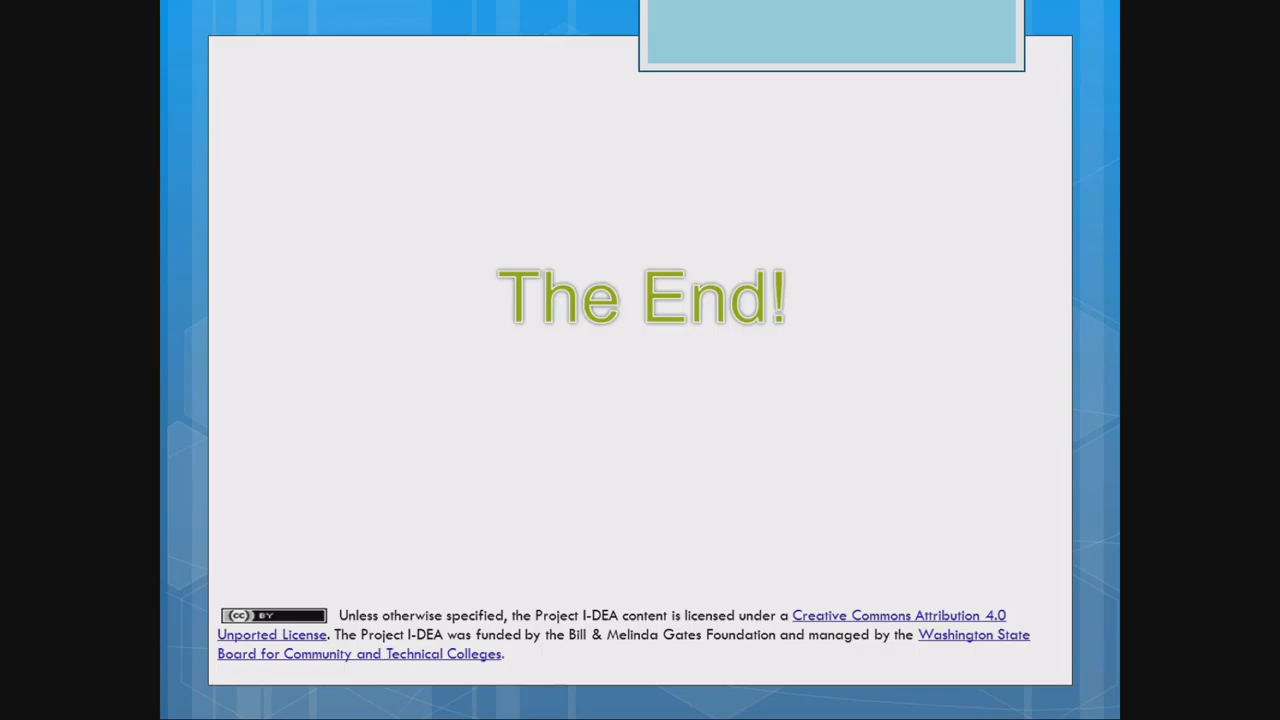 The End!
(cc) BY Unless otherwise specified, the Project I-DEA content is licensed under a Creative Commons Attribution 4.0
Unported License. The Project I-DEA was funded by the Bill & Melinda Gates Foundation and managed by the Washington State
Board for Community and Technical Colleges.